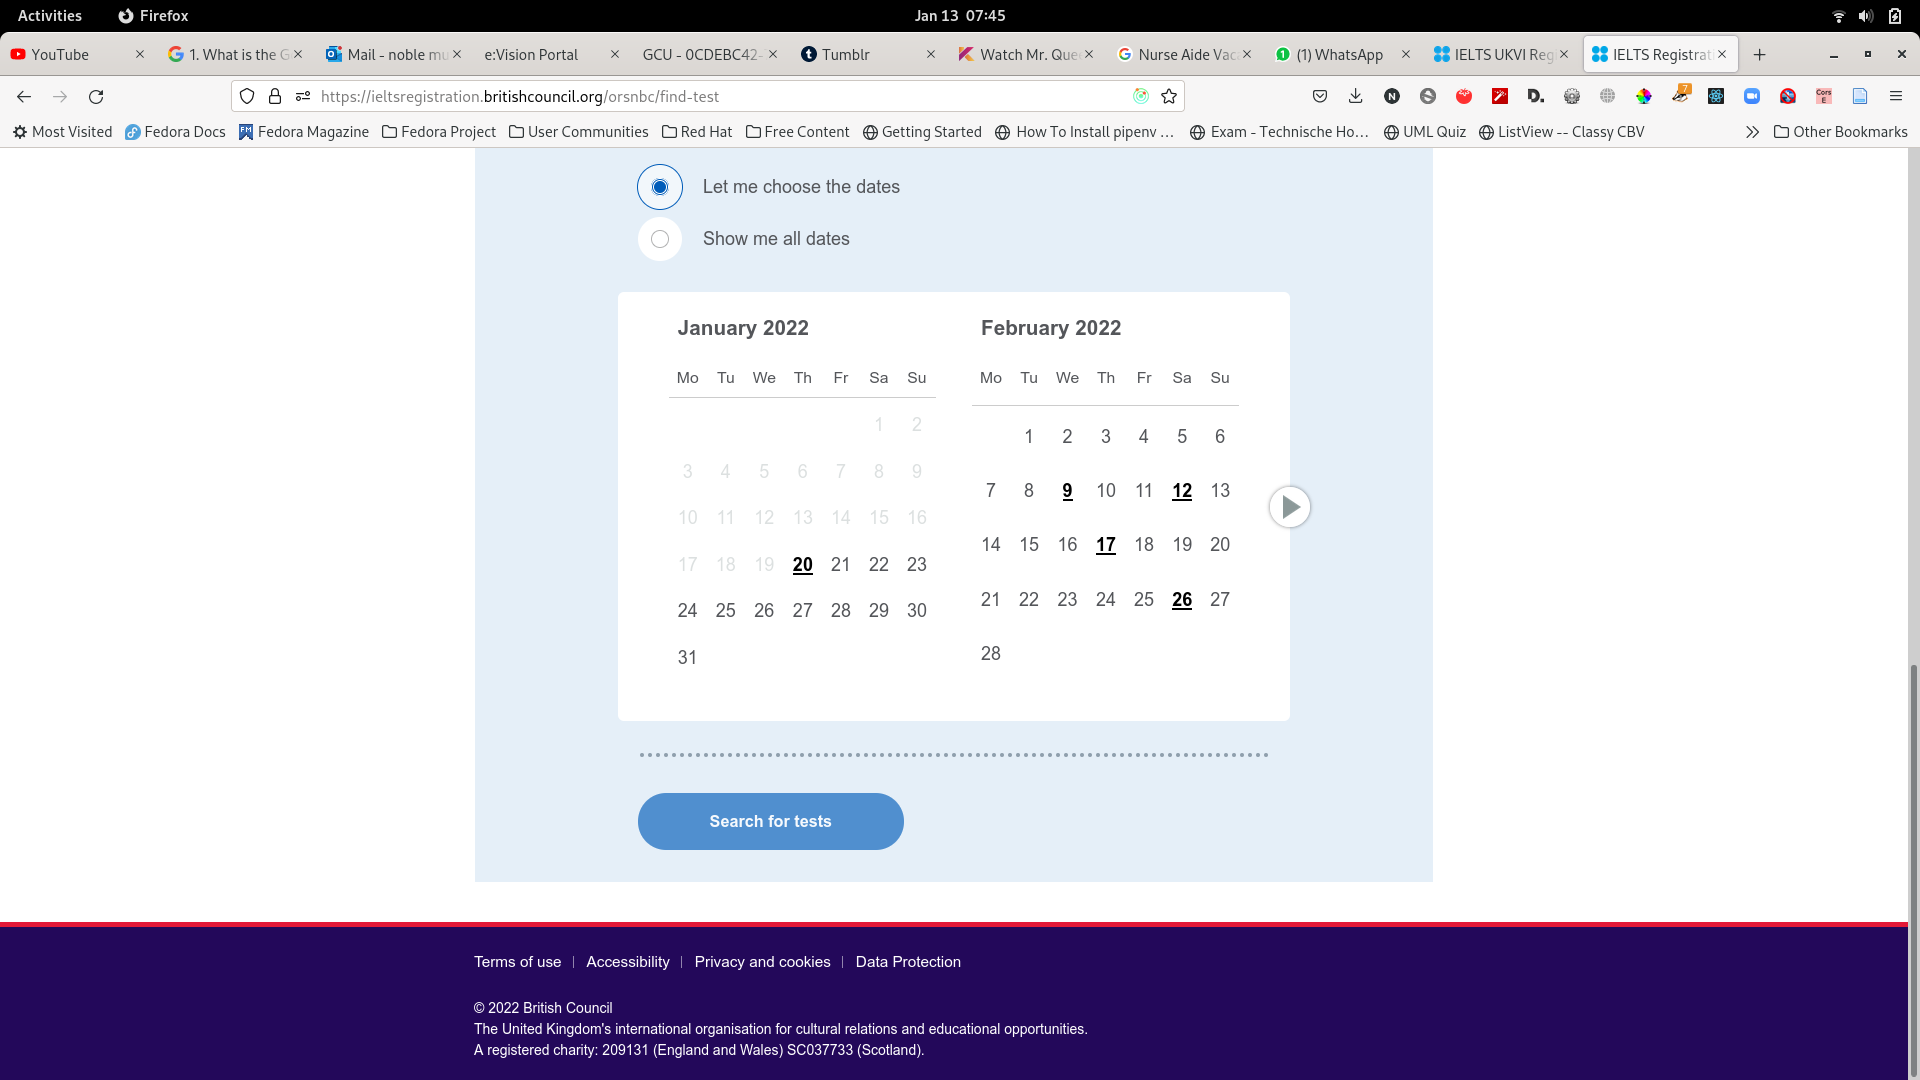 Activities Firefox Jan 13 07:45
YouTube 1. What is the G Mail - noble mu e:Vision Portal GCU - 0CDEBC42- Tumblr Watch Mr. Que Nurse Aide Vac (1) WhatsApp IELTS UKVI Reg IELTS Registrat
https://ieltsregistration.britishcouncil.org/orsnbc/find-test
Most Visited Fedora Docs Fedora Magazine Fedora Project User Communities Red Hat Free Content Getting Started How To Install pipenv … Exam - Technische Ho… UML Quiz ListView -- Classy CBV Other Bookmarks
Let me choose the dates
Show me all dates
January 2022
Mo Tu We Th Fr Sa Su
1 2
3 4 5 6 7 8 9
10 11 12 13 14 15 16
17 18 19 20 21 22 23
24 25 26 27 28 29 30
31
February 2022
Mo Tu We Th Fr Sa Su
1 2 3 4 5 6
7 8 9 10 11 12 13
14 15 16 17 18 19 20
21 22 23 24 25 26 27
28
Search for tests
Terms of use | Accessibility | Privacy and cookies | Data Protection
© 2022 British Council
The United Kingdom's international organisation for cultural relations and educational opportunities.
A registered charity: 209131 (England and Wales) SC037733 (Scotland).